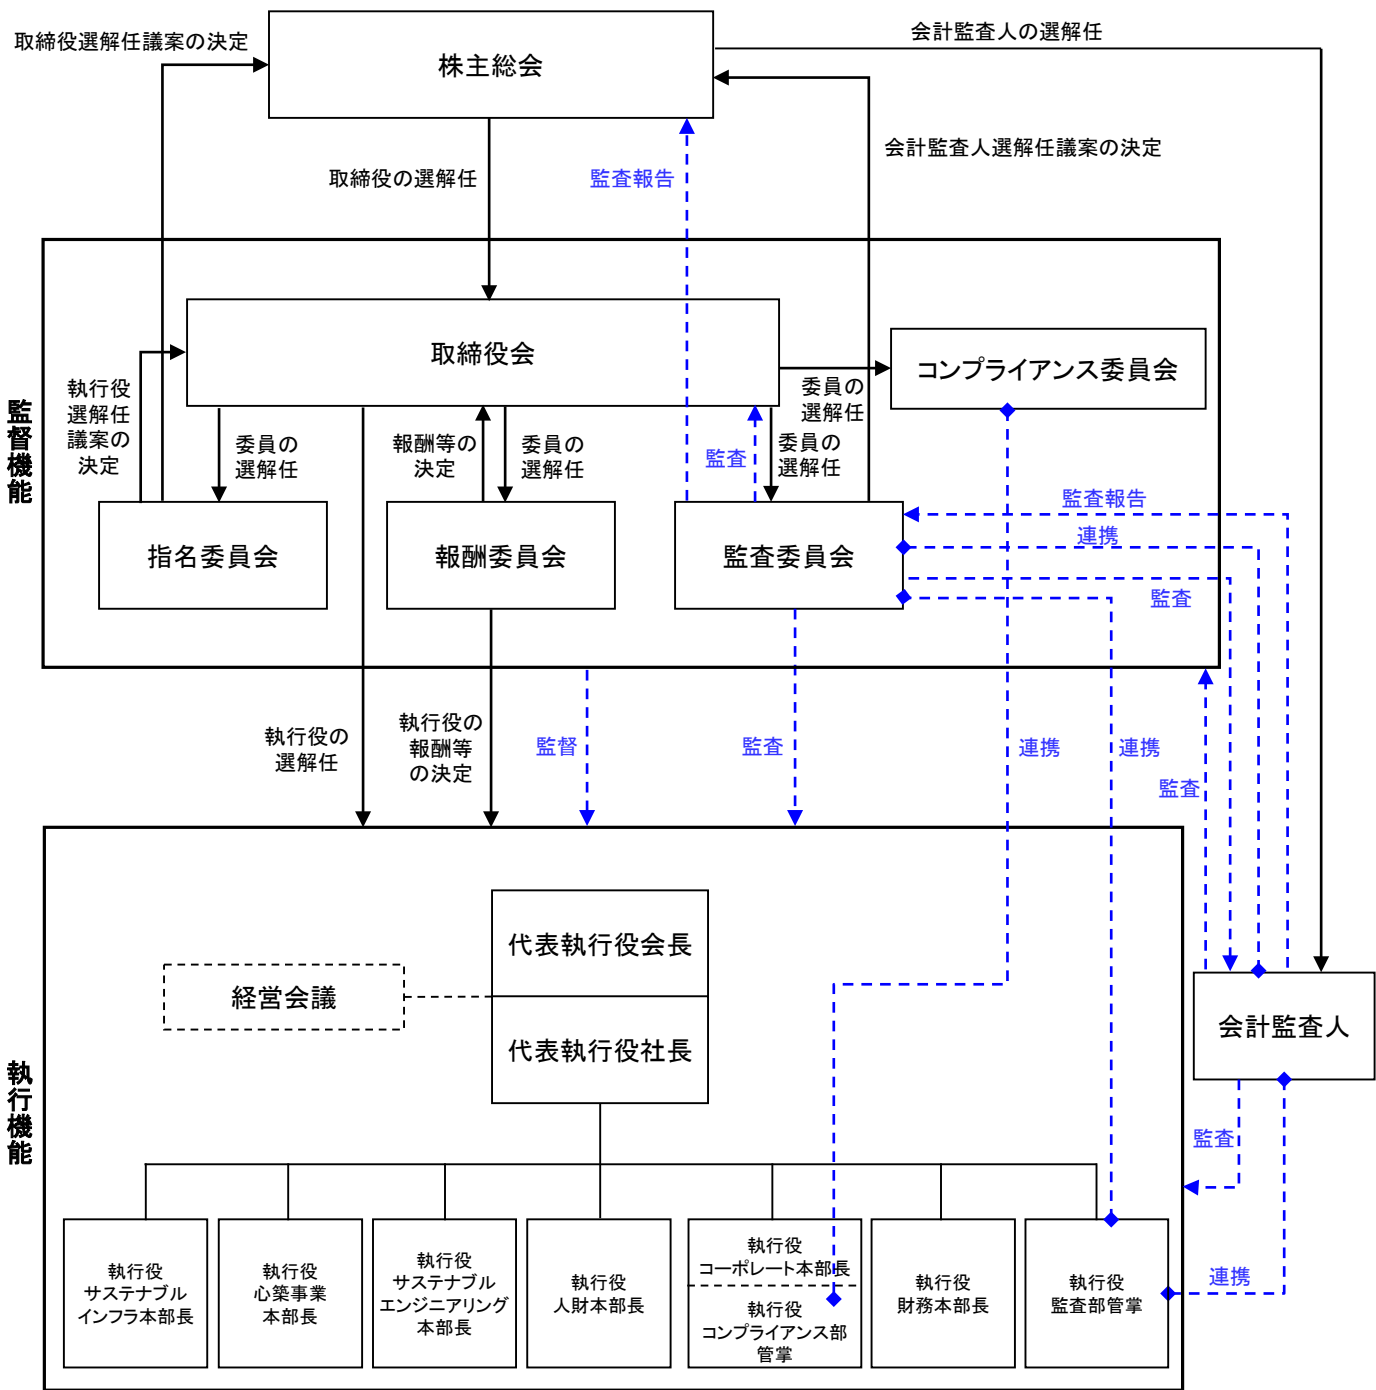 会計監査人の選解任
取締役選解任議案の決定
株主総会
会計監査人選解任議案の決定
取締役の選解任
監査報告
監督機能
取締役会
コンプライアンス委員会
執行役
選解任
議案の
決定
委員の
選解任
報酬等の
決定
委員の
選解任
監査
委員の
選解任
委員の
選解任
監査報告
連携
指名委員会
報酬委員会
監査委員会
監査
執行役の
選解任
執行役の
報酬等
の決定
監督
監査
連携
連携
監査
執行機能
代表執行役会長
経営会議
代表執行役社長
会計監査人
監査
連携
執行役
サステナブル
インフラ本部長
執行役
心築事業
本部長
執行役
サステナブル
エンジニアリング
本部長
執行役
人財本部長
執行役
コーポレート本部長
執行役
コンプライアンス部
管掌
執行役
財務本部長
執行役
監査部管掌